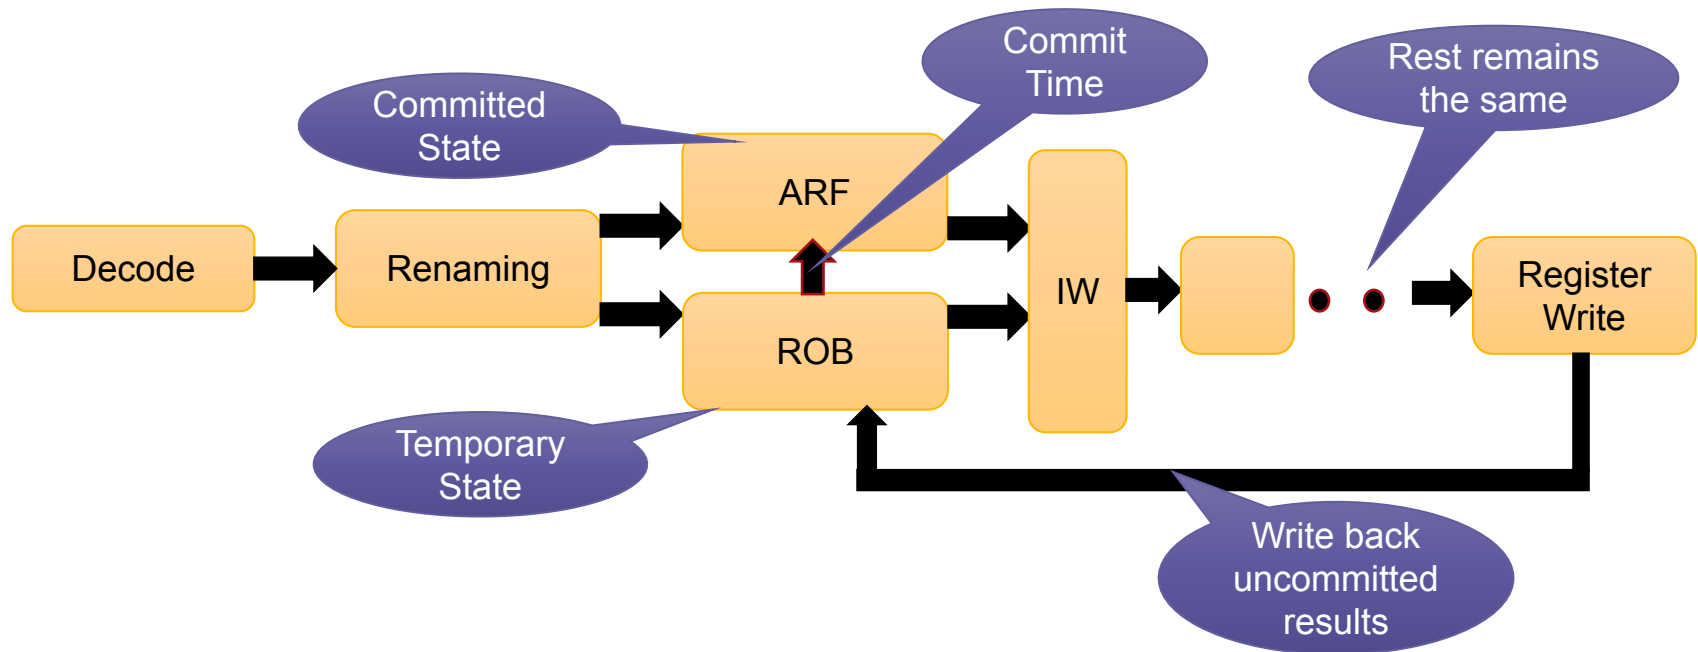 Commit
Time
Rest remains
the same
Committed
State
ARF
Decode
Renaming
IW
Register
Write
ROB
Temporary
State
Write back
uncommitted
results